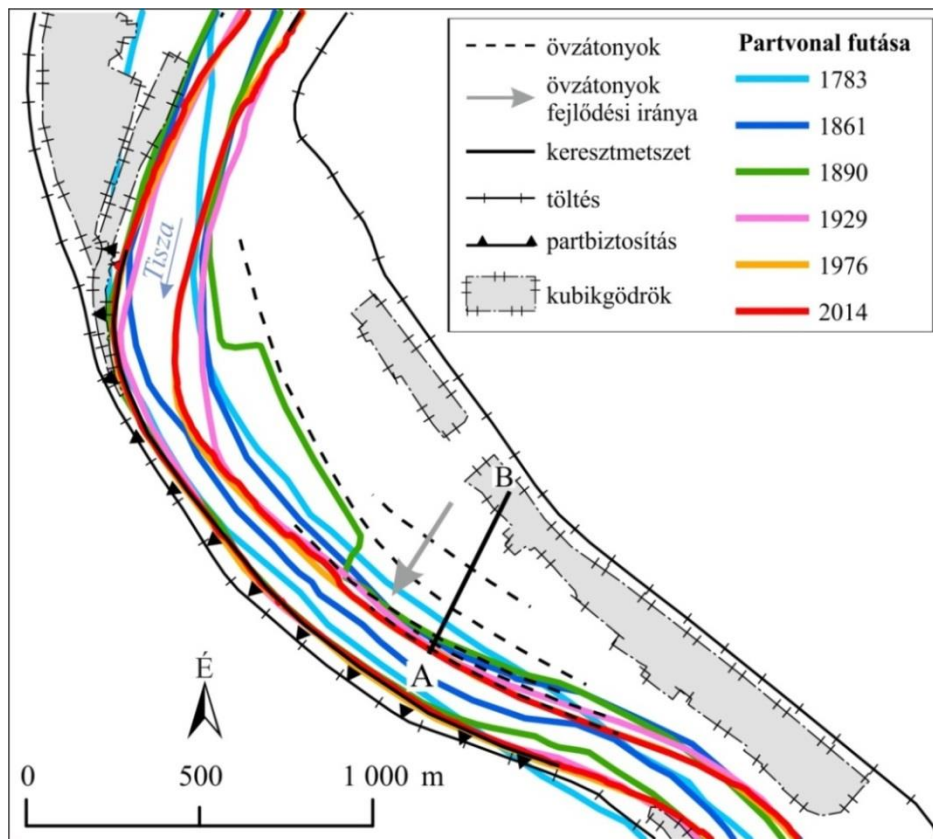 övzátonyok
övzátonyok
fejlődési iránya
keresztmetszet
töltés
partbiztosítás
kubikgödrök
Partvonal futása
1783
1861
1890
1929
1976
2014
Tisza
B
A
É
0 500 1 000 m